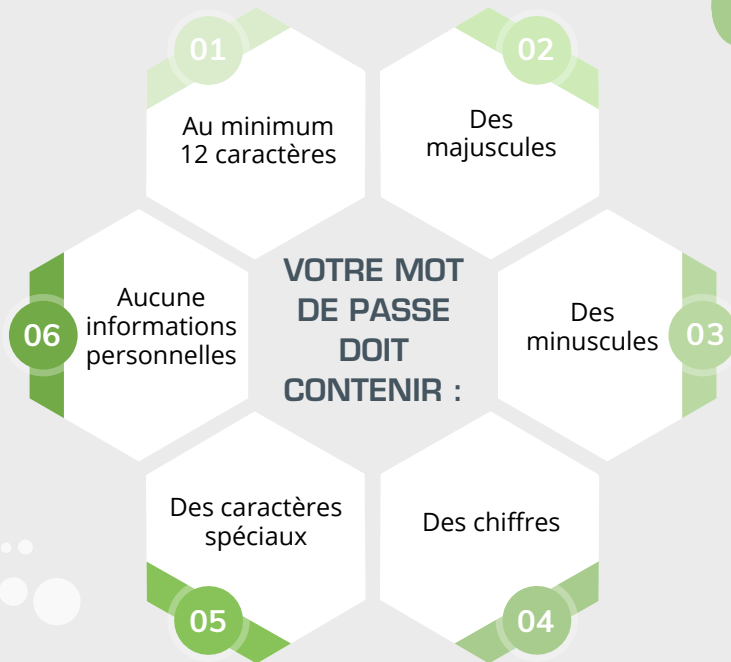 VOTRE MOT
DE PASSE
DOIT
CONTENIR :
01
Au minimum
12 caractères
02
Des
majuscules
03
Des
minuscules
04
Des chiffres
05
Des caractères
spéciaux
06
Aucune
informations
personnelles